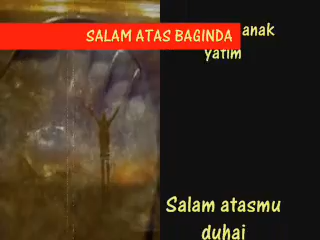 SALAM ATAS BAGINDA
anak
yatim
Salam atasmu
duhai